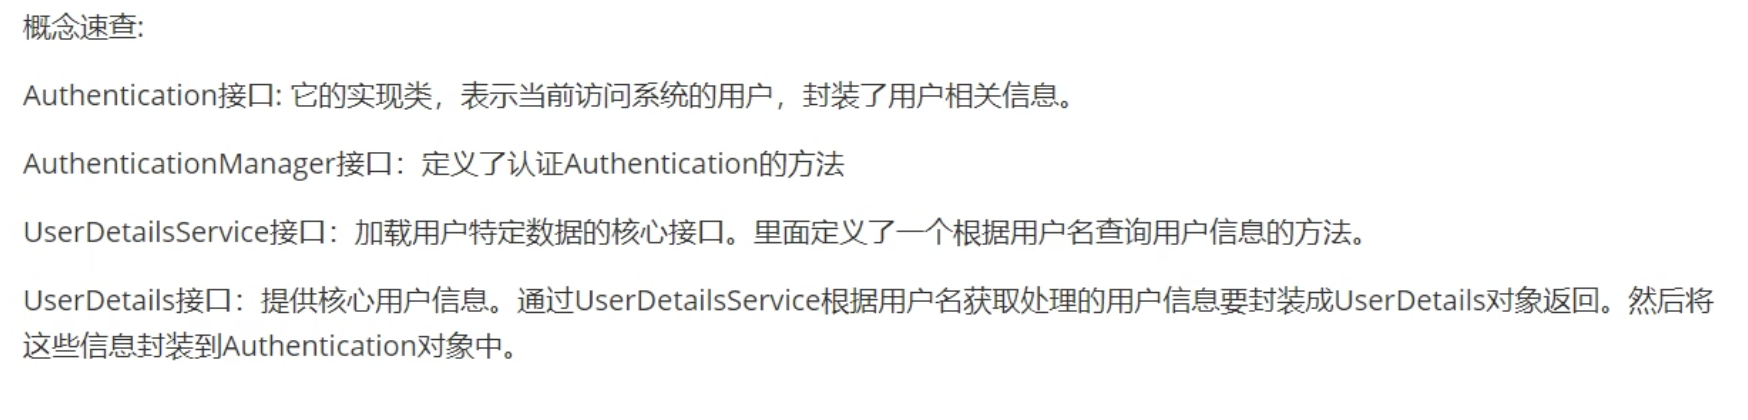 概念速查:
Authentication接口: 它的实现类，表示当前访问系统的用户，封装了用户相关信息。
AuthenticationManager接口：定义了认证Authentication的方法
UserDetailsService接口：加载用户特定数据的核心接口。里面定义了一个根据用户名查询用户信息的方法。
UserDetails接口：提供核心用户信息。通过UserDetailsService根据用户名获取处理的用户信息要封装成UserDetails对象返回。然后将
这些信息封装到Authentication对象中。